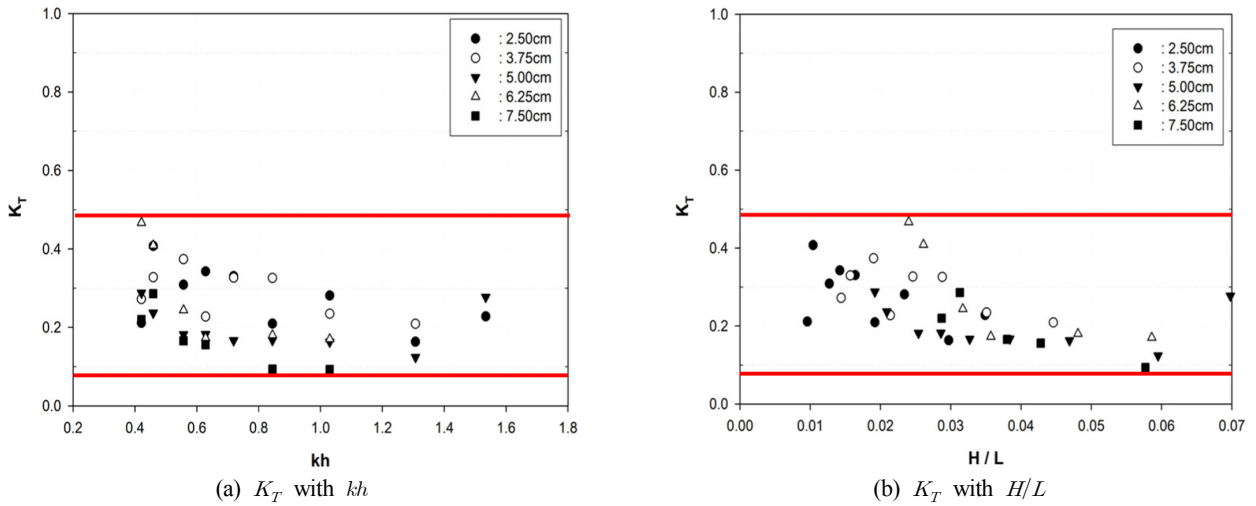 1.0
0.8
0.6
0.4
0.2
0.0
K_T
0.2 0.4 0.6 0.8 1.0 1.2 1.4 1.6 1.8
kh
: 2.50cm
: 3.75cm
: 5.00cm
: 6.25cm
: 7.50cm
(a) K_T with kh
1.0
0.8
0.6
0.4
0.2
0.0
K_T
0.00 0.01 0.02 0.03 0.04 0.05 0.06 0.07
H / L
: 2.50cm
: 3.75cm
: 5.00cm
: 6.25cm
: 7.50cm
(b) K_T with H/L